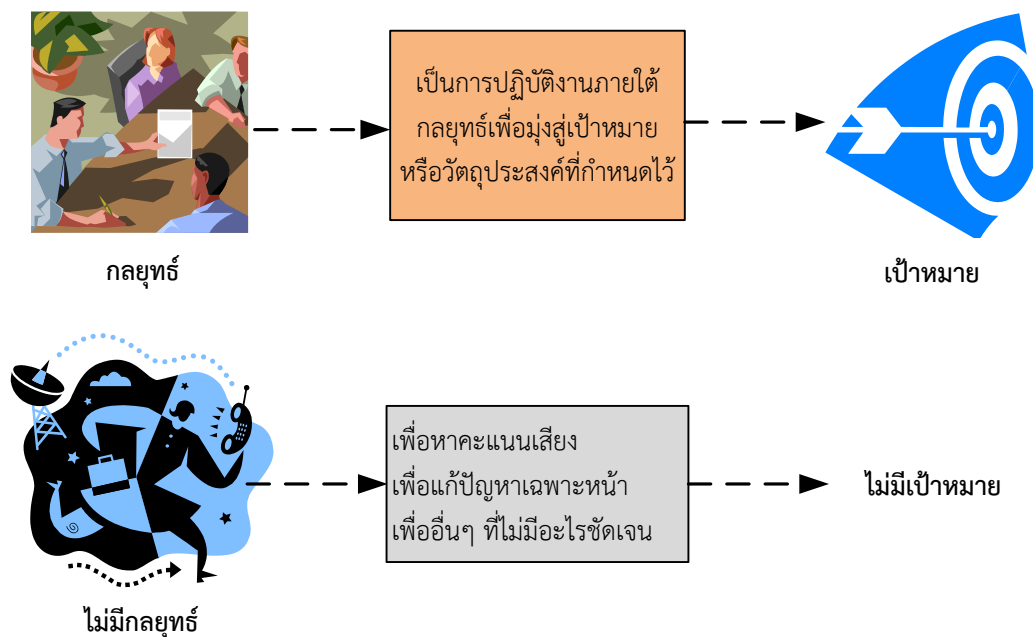 เป็นการปฏิบัติงานภายใต้
กลยุทธ์เพื่อมุ่งสู่เป้าหมาย
หรือวัตถุประสงค์ที่กำหนดไว้
กลยุทธ์
เป้าหมาย
เพื่อหาคะแนนเสียง
เพื่อแก้ปัญหาเฉพาะหน้า
เพื่ออื่นๆ ที่ไม่มีอะไรชัดเจน
ไม่มีเป้าหมาย
ไม่มีกลยุทธ์